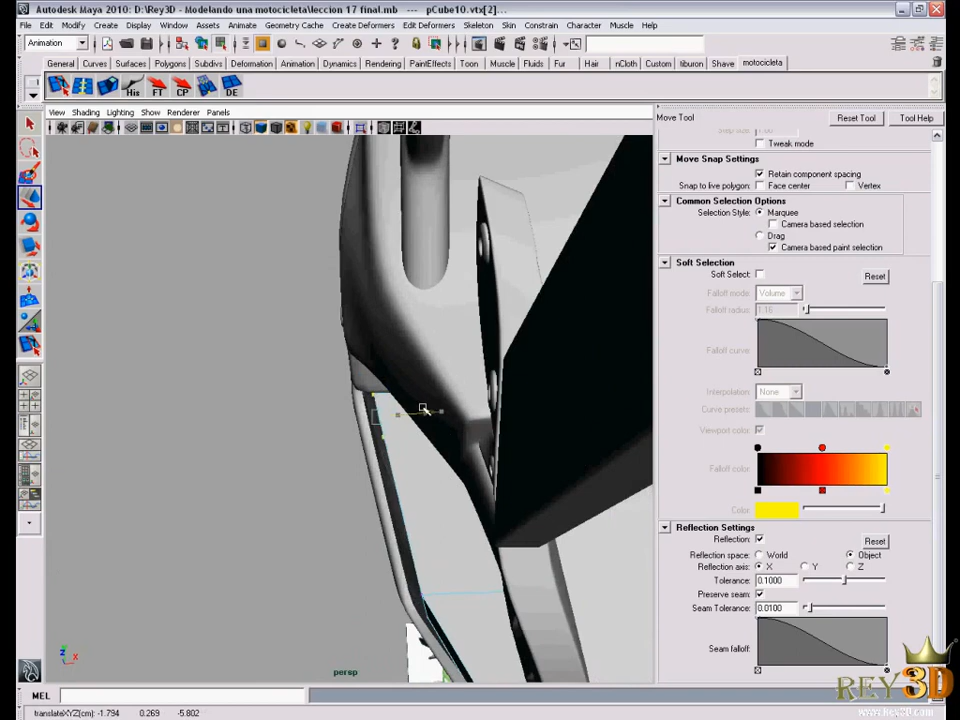 Autodesk Maya 2010: D:\Rey3D - Modelando una motocicleta\leccion 17 final.mb --- pCube10.vtx[2]...
File Edit Modify Create Display Window Assets Animate Geometry Cache Create Deformers Edit Deformers Skeleton Skin Constrain Character Muscle Help
Animation
General Curves Surfaces Polygons Subdivs Deformation Animation Dynamics Rendering PaintEffects Toon Muscle Fluids Fur Hair nCloth Custom tiburon Shave motocicleta
His FT CP DE
View Shading Lighting Show Renderer Panels
Move Tool Reset Tool Tool Help
Tweak mode
Move Snap Settings
Retain component spacing
Snap to live polygon: Face center Vertex
Common Selection Options
Selection Style: Marquee
Camera based selection
Drag
Camera based paint selection
Soft Selection
Soft Select: Reset
Falloff mode: Volume
Falloff radius: 1.16
Falloff curve:
Interpolation: None
Curve presets:
Viewport color:
Falloff color:
Color:
Reflection Settings
Reflection: Reset
Reflection space: World Object
Reflection axis: X Y Z
Tolerance: 0.1000
Preserve seam:
Seam Tolerance: 0.0100
Seam falloff:
z x
persp
REY3D
MEL
translateXYZ(cm): -1.794 0.269 -5.802